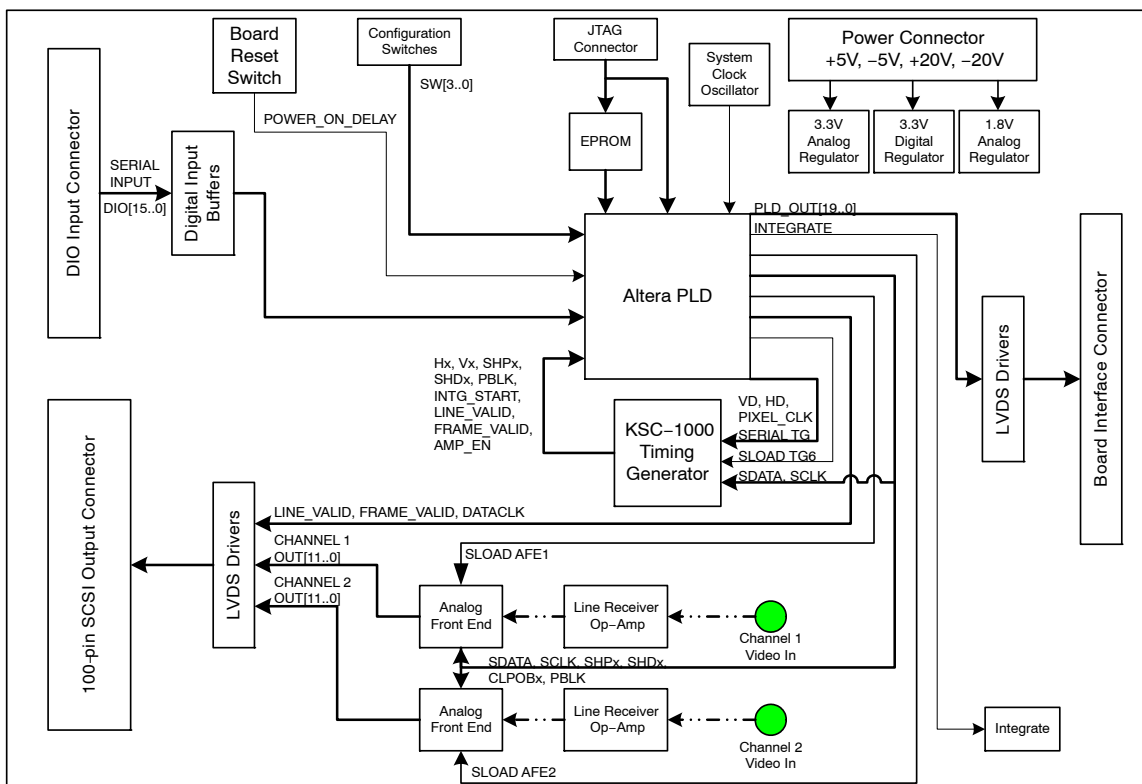 Board
Reset
Switch
Configuration
Switches
JTAG
Connector
System
Clock
Oscillator
Power Connector
+5V, −5V, +20V, −20V
SW[3..0]
POWER_ON_DELAY
EPROM
3.3V
Analog
Regulator
3.3V
Digital
Regulator
1.8V
Analog
Regulator
DIO Input Connector
SERIAL
INPUT
DIO[15..0]
Digital Input
Buffers
PLD_OUT[19..0]
INTEGRATE
Altera PLD
LVDS Drivers
Board Interface Connector
Hx, Vx, SHPx,
SHDx, PBLK,
INTG_START,
LINE_VALID,
FRAME_VALID,
AMP_EN
KSC−1000
Timing
Generator
VD, HD,
PIXEL_CLK
SERIAL TG
SLOAD TG6
SDATA, SCLK
100-pin SCSI Output Connector
LVDS Drivers
LINE_VALID, FRAME_VALID, DATACLK
CHANNEL 1
OUT[11..0]
CHANNEL 2
OUT[11..0]
SLOAD AFE1
Analog
Front End
Line Receiver
Op−Amp
Channel 1
Video In
SDATA, SCLK, SHPx, SHDx,
CLPOBx, PBLK
Analog
Front End
Line Receiver
Op−Amp
Channel 2
Video In
SLOAD AFE2
Integrate